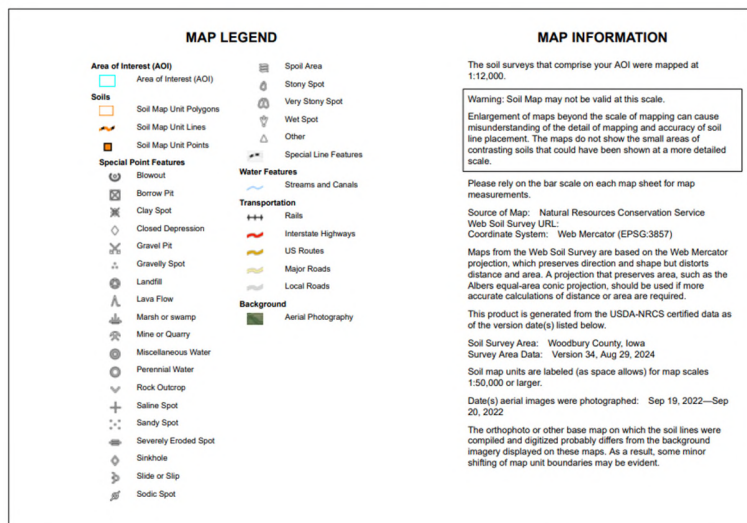 MAP LEGEND
Area of Interest (AOI)
Area of Interest (AOI)
Soils
Soil Map Unit Polygons
Soil Map Unit Lines
Soil Map Unit Points
Special Point Features
Blowout
Borrow Pit
Clay Spot
Closed Depression
Gravel Pit
Gravelly Spot
Landfill
Lava Flow
Marsh or swamp
Mine or Quarry
Miscellaneous Water
Perennial Water
Rock Outcrop
Saline Spot
Sandy Spot
Severely Eroded Spot
Sinkhole
Slide or Slip
Sodic Spot
Spoil Area
Stony Spot
Very Stony Spot
Wet Spot
Other
Special Line Features
Water Features
Streams and Canals
Transportation
Rails
Interstate Highways
US Routes
Major Roads
Local Roads
Background
Aerial Photography
MAP INFORMATION
The soil surveys that comprise your AOI were mapped at
1:12,000.
Warning: Soil Map may not be valid at this scale.
Enlargement of maps beyond the scale of mapping can cause
misunderstanding of the detail of mapping and accuracy of soil
line placement. The maps do not show the small areas of
contrasting soils that could have been shown at a more detailed
scale.
Please rely on the bar scale on each map sheet for map
measurements.
Source of Map: Natural Resources Conservation Service
Web Soil Survey URL:
Coordinate System: Web Mercator (EPSG:3857)
Maps from the Web Soil Survey are based on the Web Mercator
projection, which preserves direction and shape but distorts
distance and area. A projection that preserves area, such as the
Albers equal-area conic projection, should be used if more
accurate calculations of distance or area are required.
This product is generated from the USDA-NRCS certified data as
of the version date(s) listed below.
Soil Survey Area: Woodbury County, Iowa
Survey Area Data: Version 34, Aug 29, 2024
Soil map units are labeled (as space allows) for map scales
1:50,000 or larger.
Date(s) aerial images were photographed: Sep 19, 2022—Sep
20, 2022
The orthophoto or other base map on which the soil lines were
compiled and digitized probably differs from the background
imagery displayed on these maps. As a result, some minor
shifting of map unit boundaries may be evident.